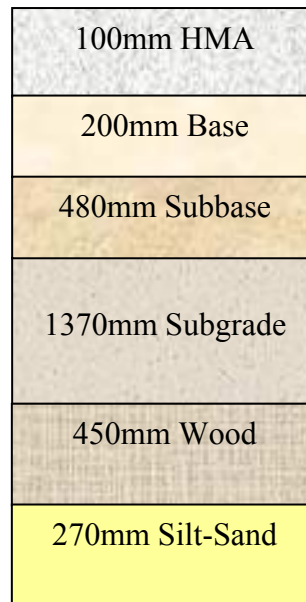 100mm HMA
200mm Base
480mm Subbase
1370mm Subgrade
450mm Wood
270mm Silt-Sand